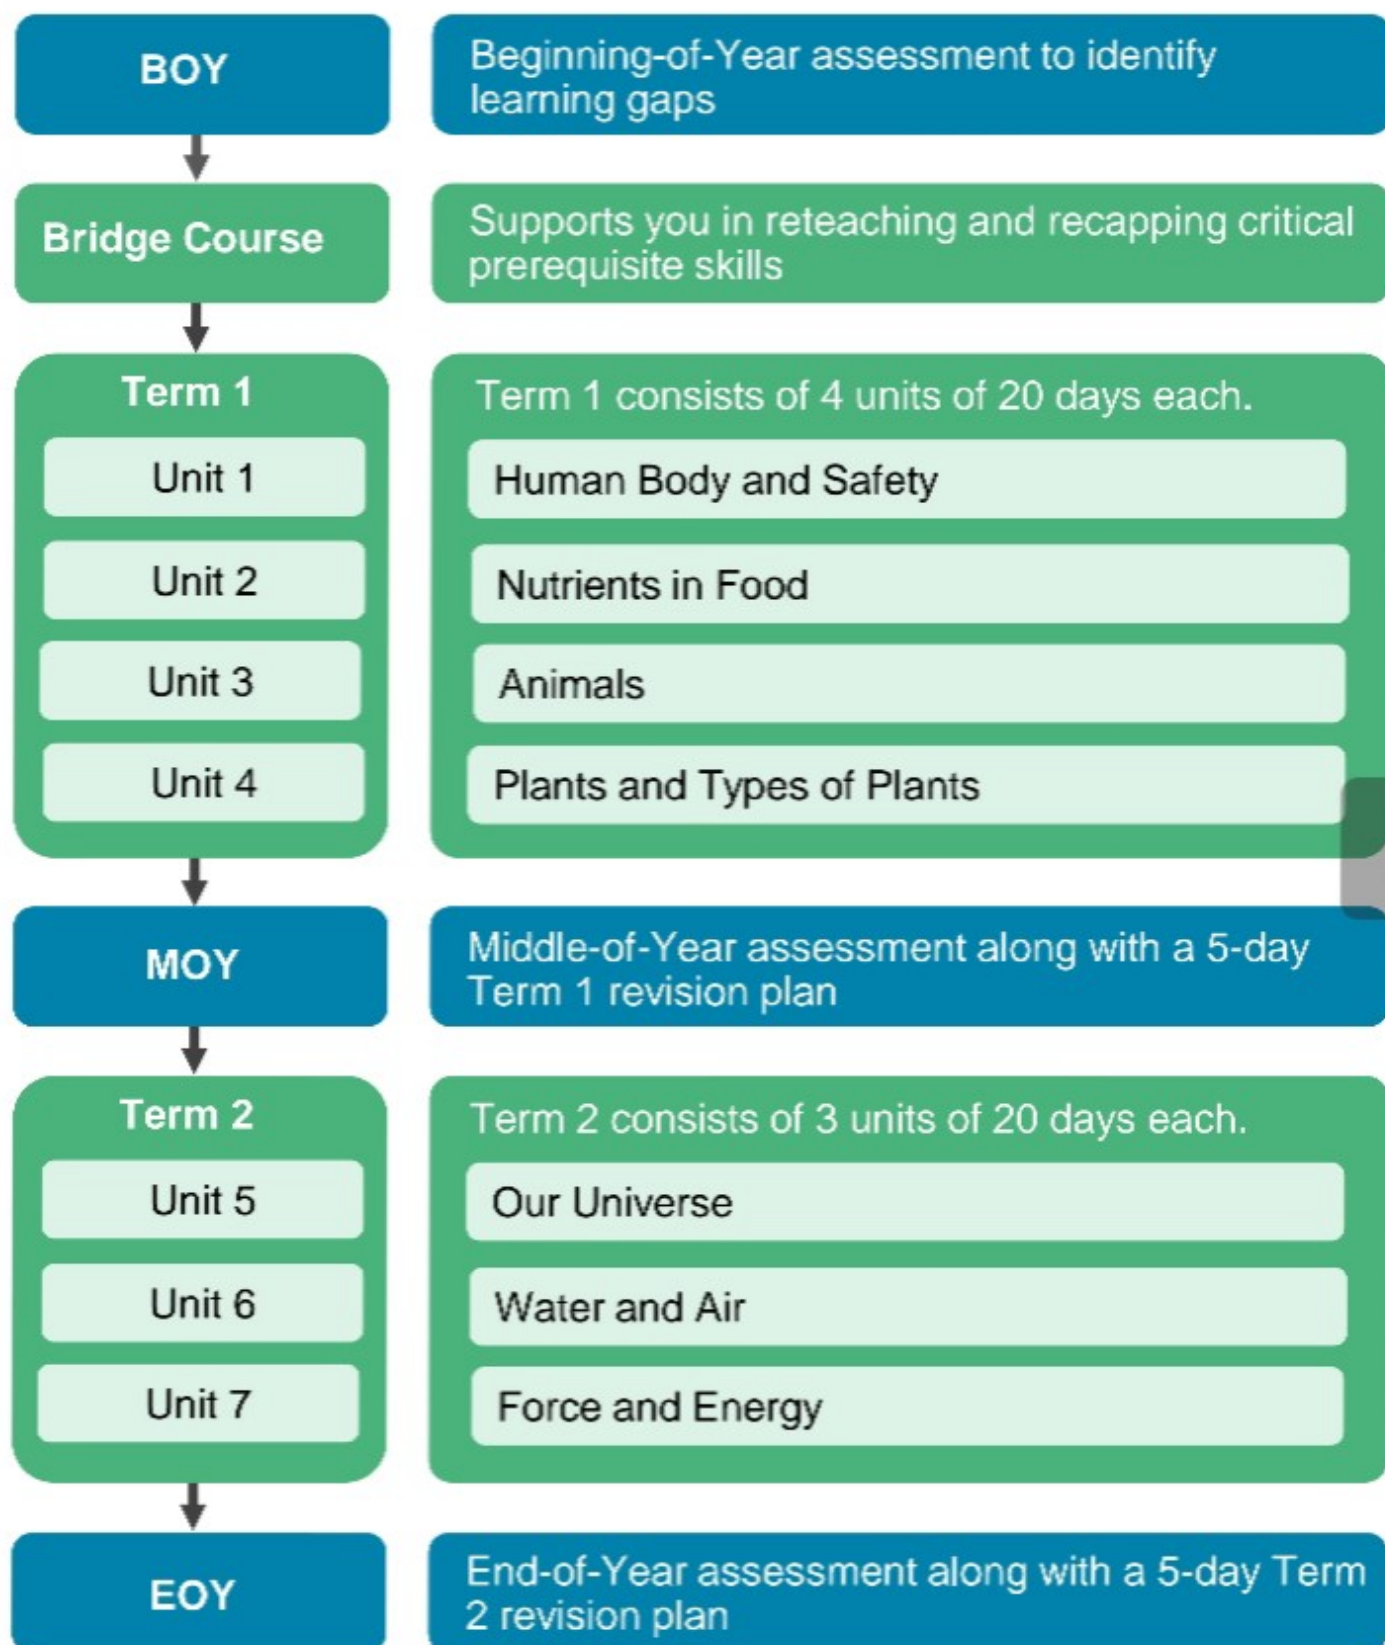 BOY
Beginning-of-Year assessment to identify
learning gaps
Bridge Course
Supports you in reteaching and recapping critical
prerequisite skills
Term 1
Term 1 consists of 4 units of 20 days each.
Unit 1
Human Body and Safety
Unit 2
Nutrients in Food
Unit 3
Animals
Unit 4
Plants and Types of Plants
MOY
Middle-of-Year assessment along with a 5-day
Term 1 revision plan
Term 2
Term 2 consists of 3 units of 20 days each.
Unit 5
Our Universe
Unit 6
Water and Air
Unit 7
Force and Energy
EOY
End-of-Year assessment along with a 5-day Term
2 revision plan